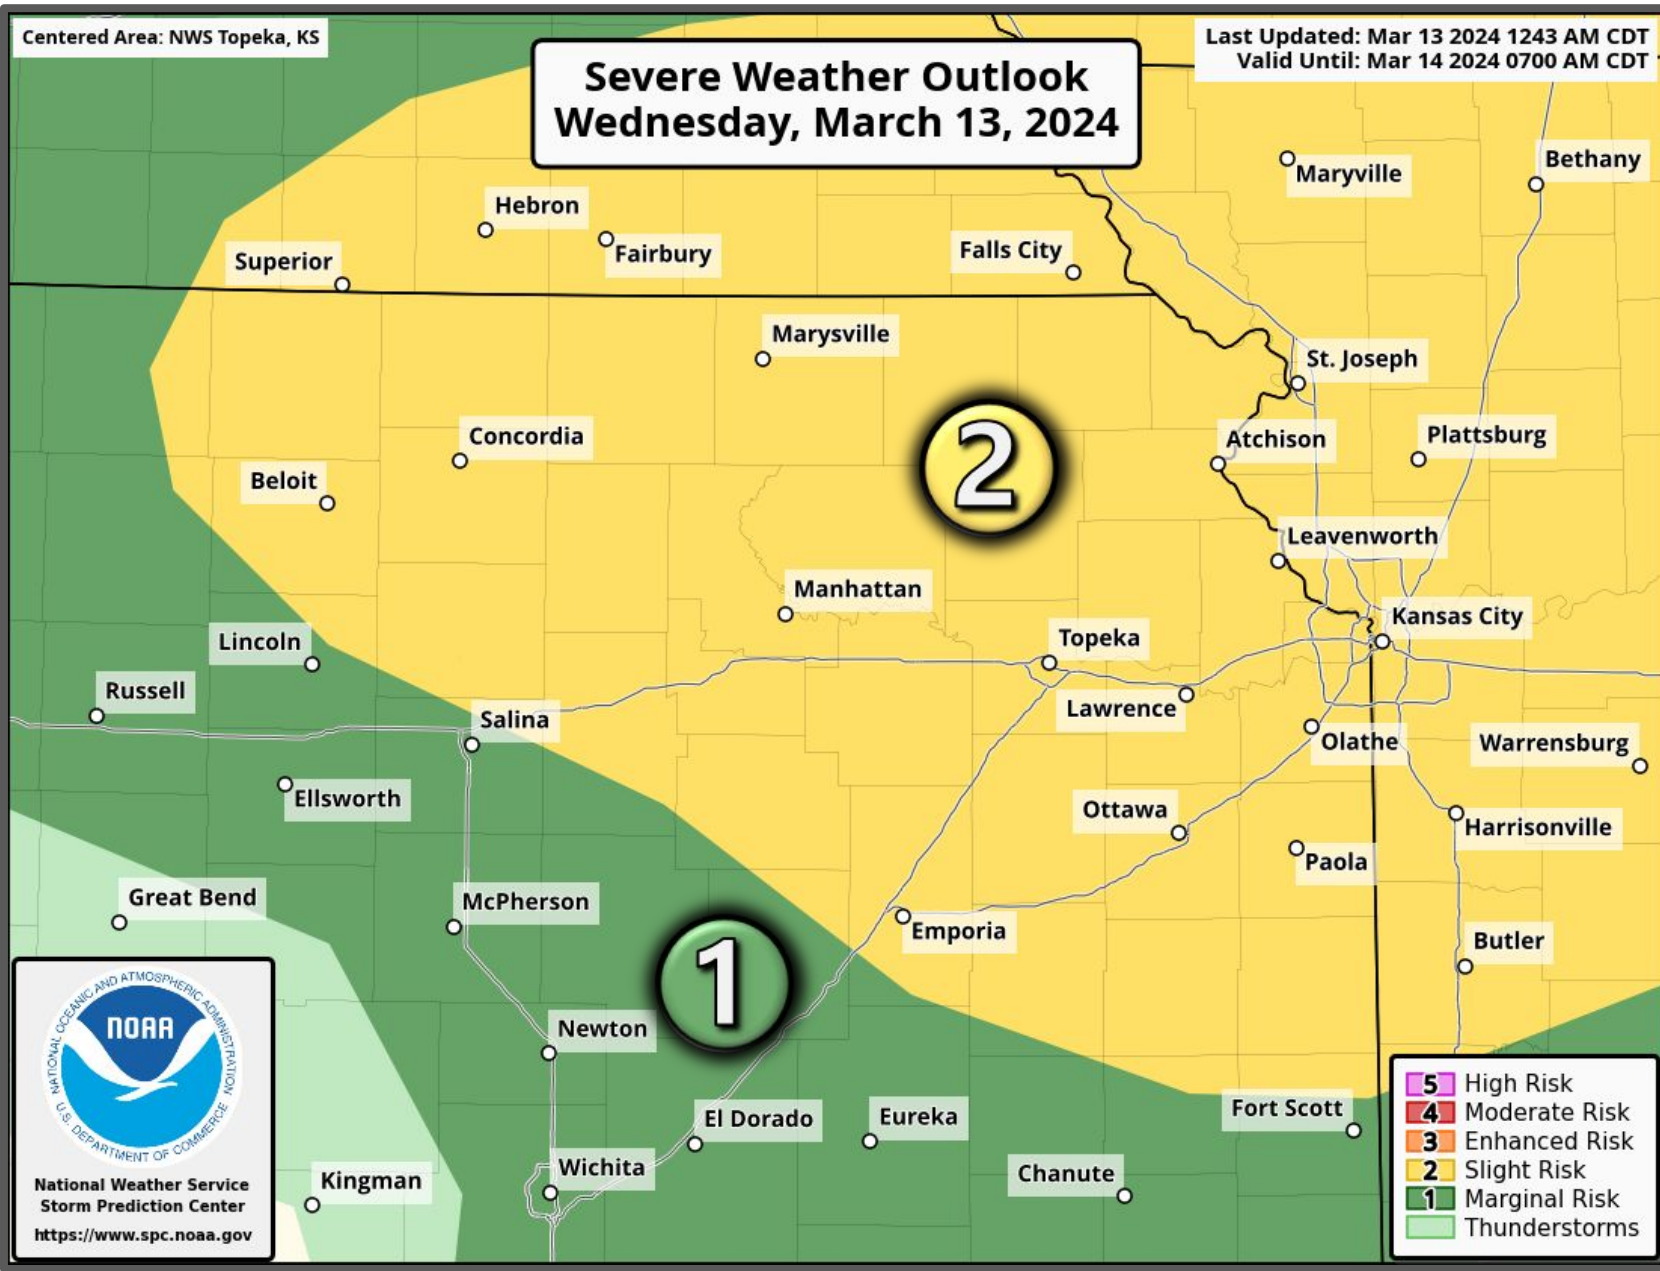 Centered Area: NWS Topeka, KS
Last Updated: Mar 13 2024 1243 AM CDT
Valid Until: Mar 14 2024 0700 AM CDT
Severe Weather Outlook
Wednesday, March 13, 2024
Maryville
Bethany
Hebron
Fairbury
Falls City
Superior
Marysville
St. Joseph
Concordia
Atchison
Plattsburg
Beloit
2
Leavenworth
Manhattan
Kansas City
Lincoln
Topeka
Russell
Lawrence
Salina
Olathe
Warrensburg
Ellsworth
Ottawa
Harrisonville
Paola
Great Bend
McPherson
Emporia
Butler
1
Newton
El Dorado
Eureka
Fort Scott
Wichita
Chanute
Kingman
NATIONAL OCEANIC AND ATMOSPHERIC ADMINISTRATION
NOAA
U.S. DEPARTMENT OF COMMERCE
National Weather Service
Storm Prediction Center
https://www.spc.noaa.gov
5 High Risk
4 Moderate Risk
3 Enhanced Risk
2 Slight Risk
1 Marginal Risk
Thunderstorms